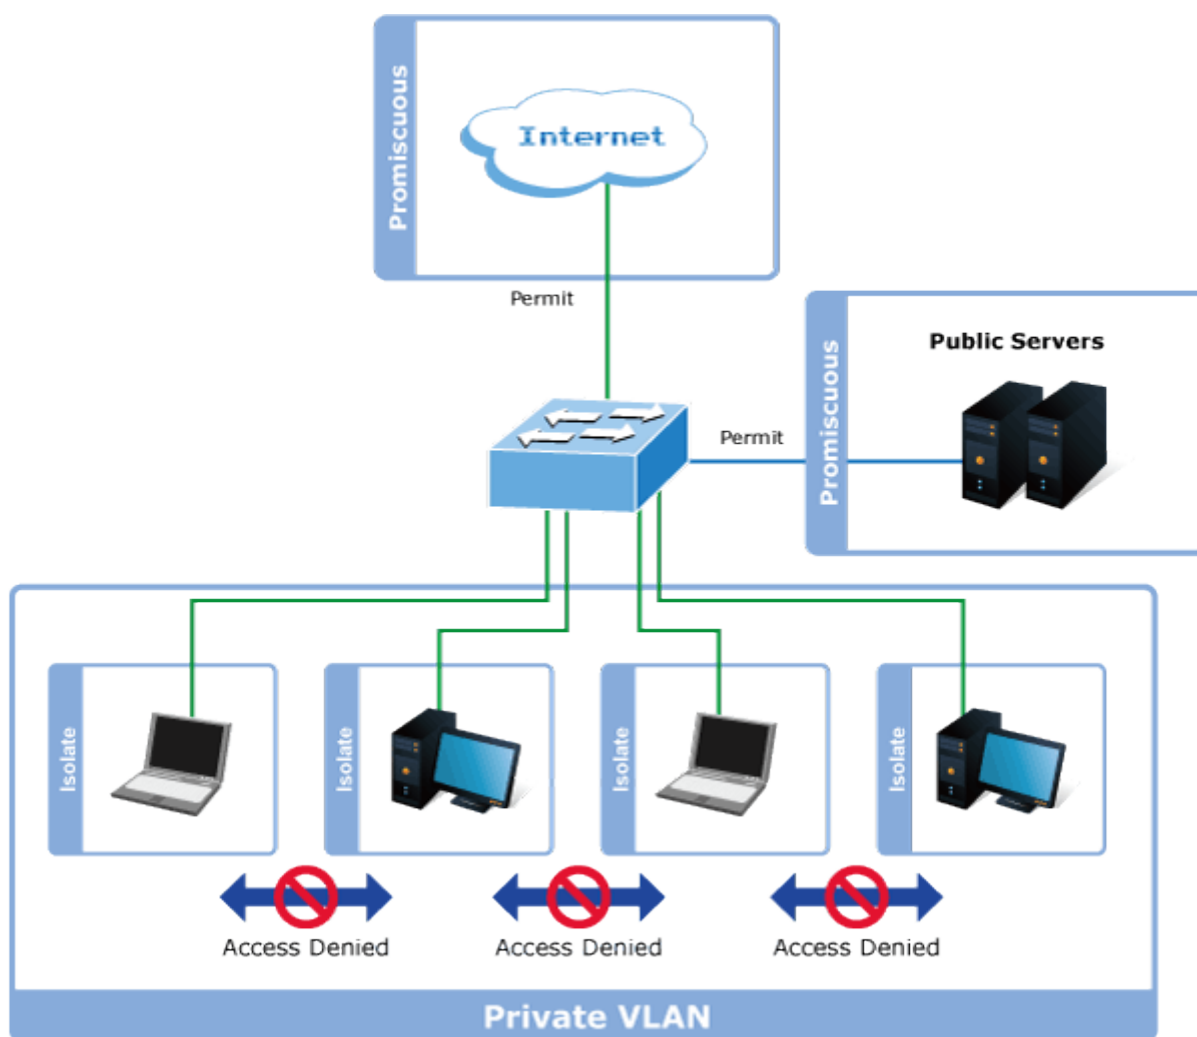 Promiscuous
Internet
Permit
Public Servers
Permit
Promiscuous
Isolate
Isolate
Isolate
Isolate
Access Denied
Access Denied
Access Denied
Private VLAN